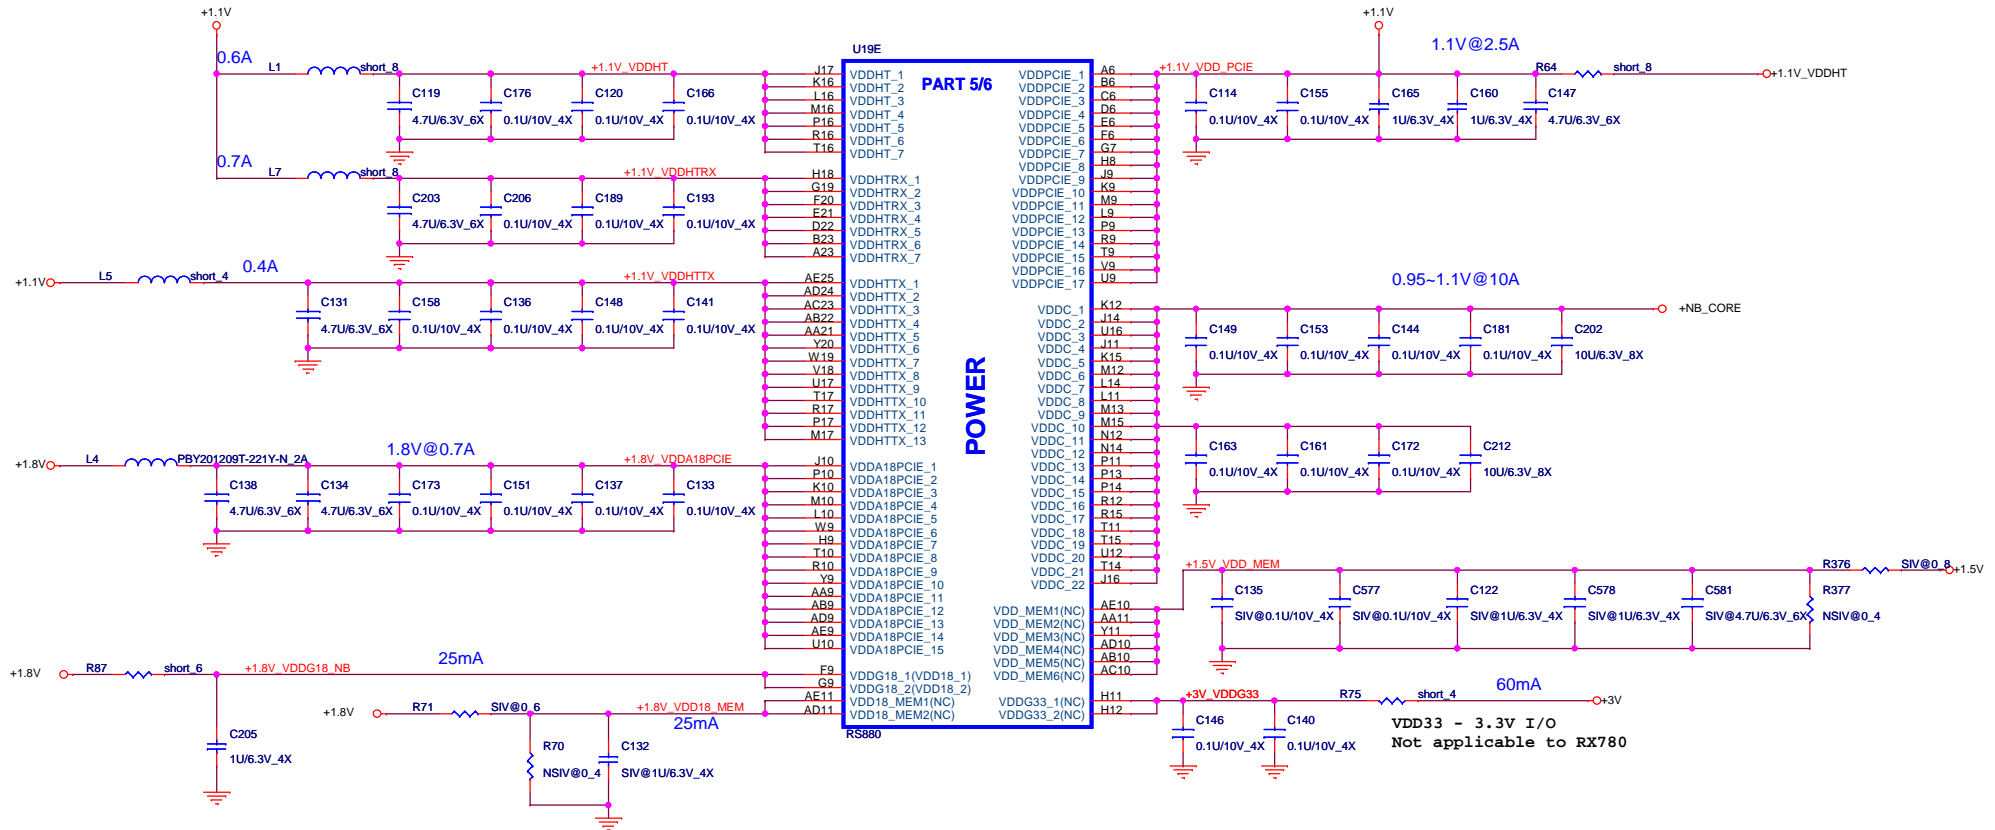 +1.1V
+1.1V
0.6A
L1
short_8
+1.1V_VDDHT
C119
4.7U/6.3V_6X
C176
0.1U/10V_4X
C120
0.1U/10V_4X
C166
0.1U/10V_4X
0.7A
L7
short_8
+1.1V_VDDHTRX
C203
4.7U/6.3V_6X
C206
0.1U/10V_4X
C189
0.1U/10V_4X
C193
0.1U/10V_4X
+1.1V
L5
short_4
0.4A
+1.1V_VDDHTTX
C131
4.7U/6.3V_6X
C158
0.1U/10V_4X
C136
0.1U/10V_4X
C148
0.1U/10V_4X
C141
0.1U/10V_4X
+1.8V
L4
PBY201209T-221Y-N_2A
1.8V@0.7A
+1.8V_VDDA18PCIE
C138
4.7U/6.3V_6X
C134
4.7U/6.3V_6X
C173
0.1U/10V_4X
C151
0.1U/10V_4X
C137
0.1U/10V_4X
C133
0.1U/10V_4X
+1.8V
R87
short_6
+1.8V_VDDG18_NB
25mA
C205
1U/6.3V_4X
+1.8V
R71
SIV@0_6
+1.8V_VDD18_MEM
25mA
R70
NSIV@0_4
C132
SIV@1U/6.3V_4X
U19E
PART 5/6
POWER
RS880
J17 VDDHT_1
K16 VDDHT_2
L16 VDDHT_3
M16 VDDHT_4
P16 VDDHT_5
R16 VDDHT_6
T16 VDDHT_7
H18 VDDHTRX_1
G19 VDDHTRX_2
F20 VDDHTRX_3
E21 VDDHTRX_4
D22 VDDHTRX_5
B23 VDDHTRX_6
A23 VDDHTRX_7
AE25 VDDHTTX_1
AD24 VDDHTTX_2
AC23 VDDHTTX_3
AB22 VDDHTTX_4
AA21 VDDHTTX_5
Y20 VDDHTTX_6
W19 VDDHTTX_7
V18 VDDHTTX_8
U17 VDDHTTX_9
T17 VDDHTTX_10
R17 VDDHTTX_11
P17 VDDHTTX_12
M17 VDDHTTX_13
J10 VDDA18PCIE_1
P10 VDDA18PCIE_2
K10 VDDA18PCIE_3
M10 VDDA18PCIE_4
L10 VDDA18PCIE_5
W9 VDDA18PCIE_6
H9 VDDA18PCIE_7
T10 VDDA18PCIE_8
R10 VDDA18PCIE_9
Y9 VDDA18PCIE_10
AA9 VDDA18PCIE_11
AB9 VDDA18PCIE_12
AD9 VDDA18PCIE_13
AE9 VDDA18PCIE_14
U10 VDDA18PCIE_15
F9 VDDG18_1(VDD18_1)
G9 VDDG18_2(VDD18_2)
AE11 VDD18_MEM1(NC)
AD11 VDD18_MEM2(NC)
VDDPCIE_1 A6
VDDPCIE_2 B6
VDDPCIE_3 C6
VDDPCIE_4 D6
VDDPCIE_5 E6
VDDPCIE_6 F6
VDDPCIE_7 G7
VDDPCIE_8 H8
VDDPCIE_9 J9
VDDPCIE_10 K9
VDDPCIE_11 M9
VDDPCIE_12 L9
VDDPCIE_13 P9
VDDPCIE_14 R9
VDDPCIE_15 T9
VDDPCIE_16 V9
VDDPCIE_17 U9
VDDC_1 K12
VDDC_2 J14
VDDC_3 U16
VDDC_4 J11
VDDC_5 K15
VDDC_6 M12
VDDC_7 L14
VDDC_8 L11
VDDC_9 M13
VDDC_10 M15
VDDC_11 N12
VDDC_12 N14
VDDC_13 P11
VDDC_14 P13
VDDC_15 P14
VDDC_16 R12
VDDC_17 R15
VDDC_18 T11
VDDC_19 T15
VDDC_20 U12
VDDC_21 T14
VDDC_22 J16
VDD_MEM1(NC) AE10
VDD_MEM2(NC) AA11
VDD_MEM3(NC) Y11
VDD_MEM4(NC) AD10
VDD_MEM5(NC) AB10
VDD_MEM6(NC) AC10
VDDG33_1(NC) H11
VDDG33_2(NC) H12
+1.1V_VDD_PCIE
1.1V@2.5A
R64
short_8
+1.1V_VDDHT
C114
0.1U/10V_4X
C155
0.1U/10V_4X
C165
1U/6.3V_4X
C160
1U/6.3V_4X
C147
4.7U/6.3V_6X
0.95~1.1V@10A
+NB_CORE
C149
0.1U/10V_4X
C153
0.1U/10V_4X
C144
0.1U/10V_4X
C181
0.1U/10V_4X
C202
10U/6.3V_8X
C163
0.1U/10V_4X
C161
0.1U/10V_4X
C172
0.1U/10V_4X
C212
10U/6.3V_8X
+1.5V_VDD_MEM
R376
SIV@0_8
+1.5V
C135
SIV@0.1U/10V_4X
C577
SIV@0.1U/10V_4X
C122
SIV@1U/6.3V_4X
C578
SIV@1U/6.3V_4X
C581
SIV@4.7U/6.3V_6X
R377
NSIV@0_4
+3V_VDDG33
R75
short_4
60mA
+3V
C146
0.1U/10V_4X
C140
0.1U/10V_4X
VDD33 - 3.3V I/O
Not applicable to RX780